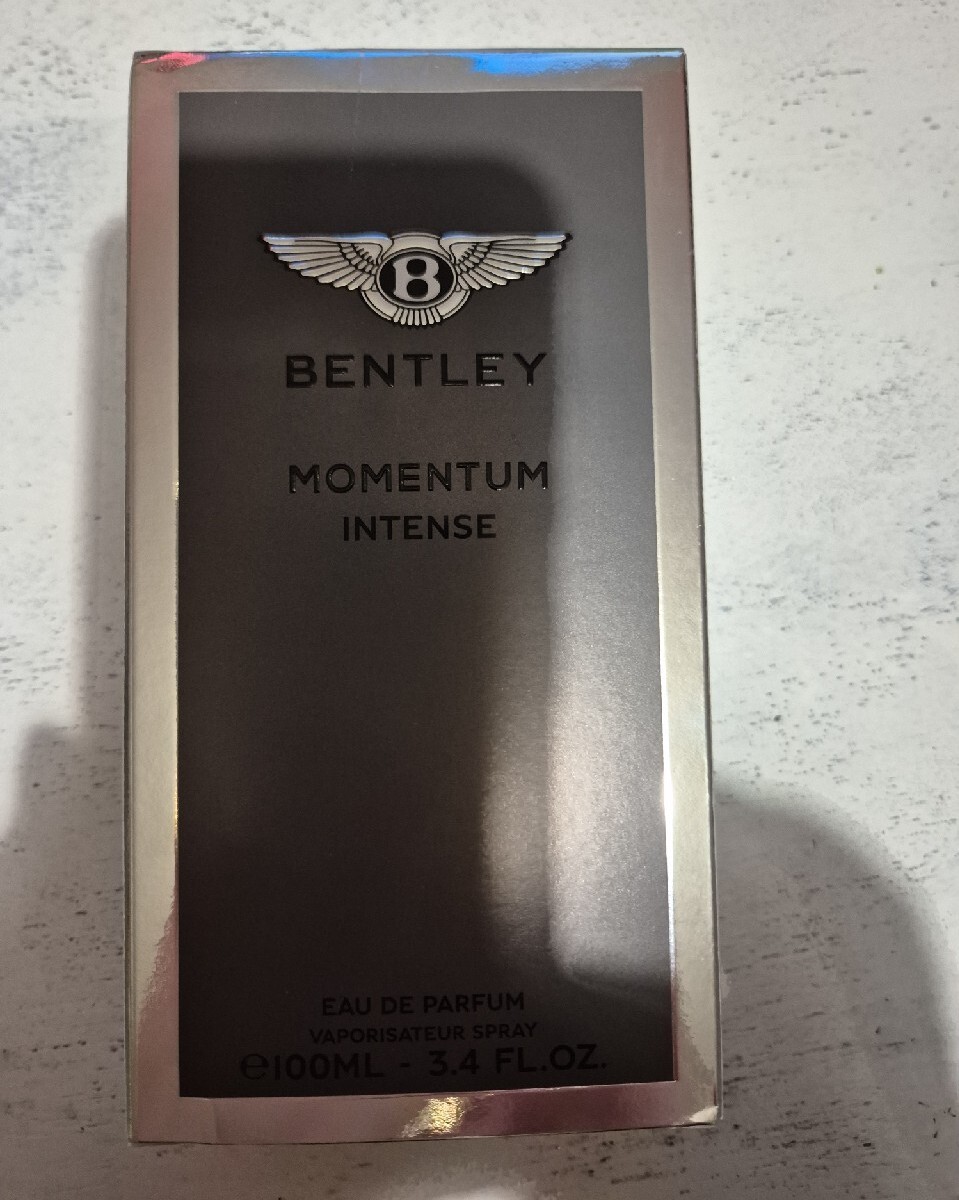 B
BENTLEY
MOMENTUM
INTENSE
EAU DE PARFUM
VAPORISATEUR SPRAY
℮100ML - 3.4 FL.OZ.